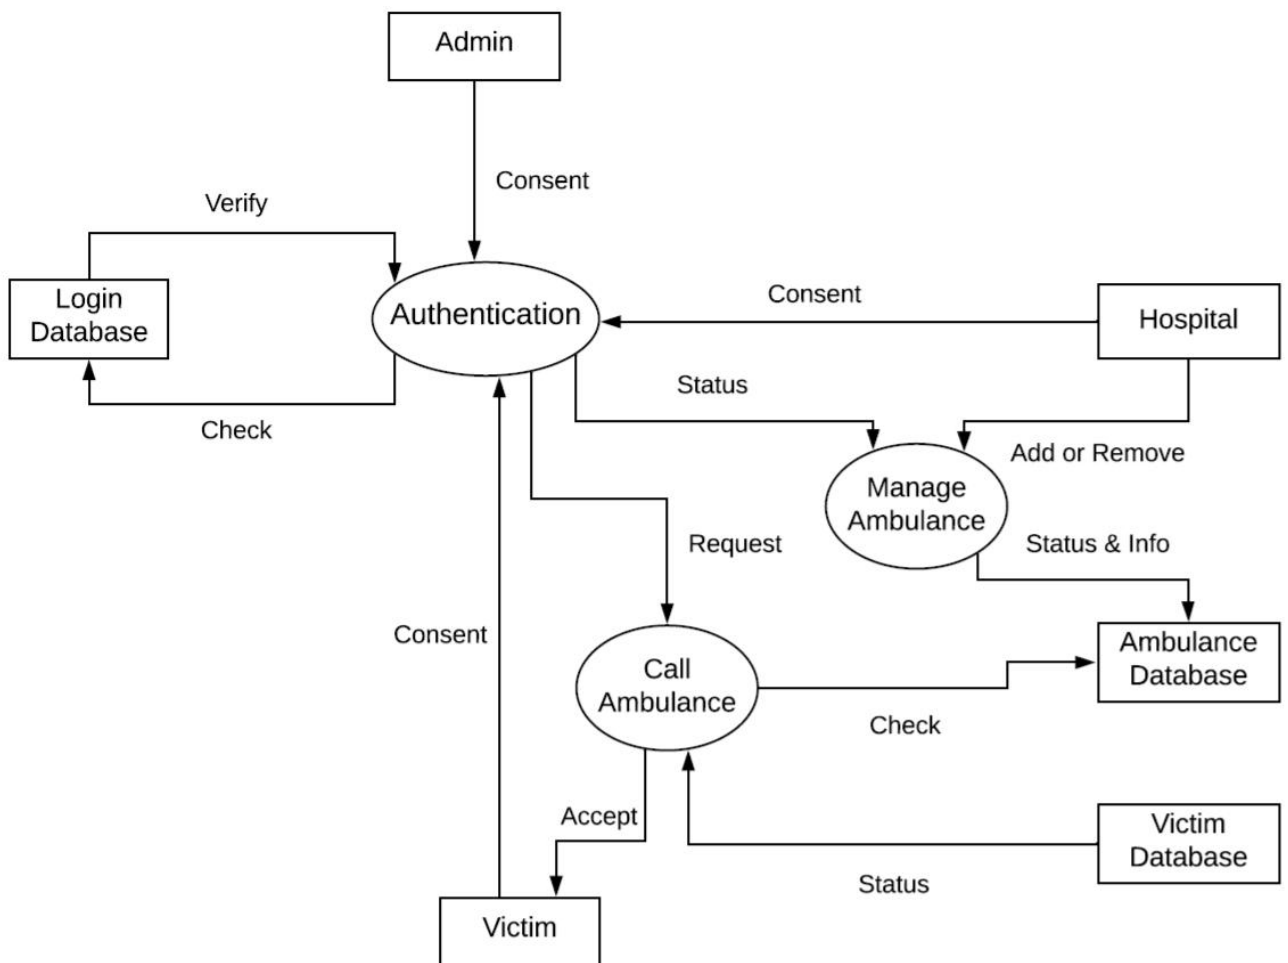 Admin
Consent
Verify
Login
Database
Authentication
Consent
Hospital
Check
Status
Add or Remove
Manage
Ambulance
Request
Status & Info
Consent
Call
Ambulance
Ambulance
Database
Check
Accept
Victim
Database
Status
Victim